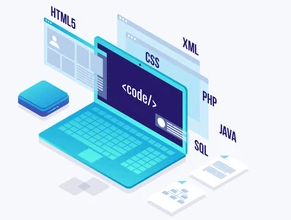 HTML5
XML
CSS
<code/>
PHP
JAVA
SQL